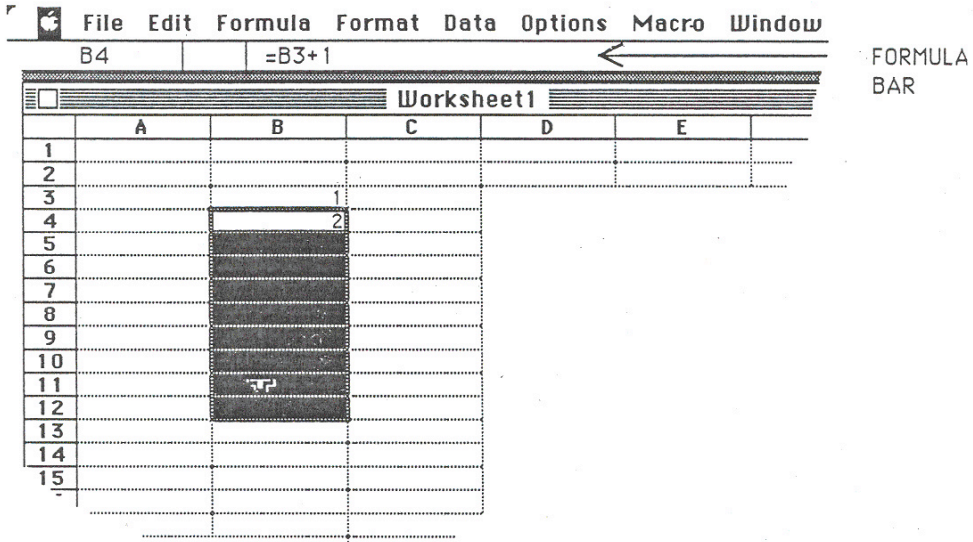 File Edit Formula Format Data Options Macro Window
B4 =B3+1
FORMULA
BAR
Worksheet1
A B C D E
1
2
3 1
4 2
5
6
7
8
9
10
11
12
13
14
15